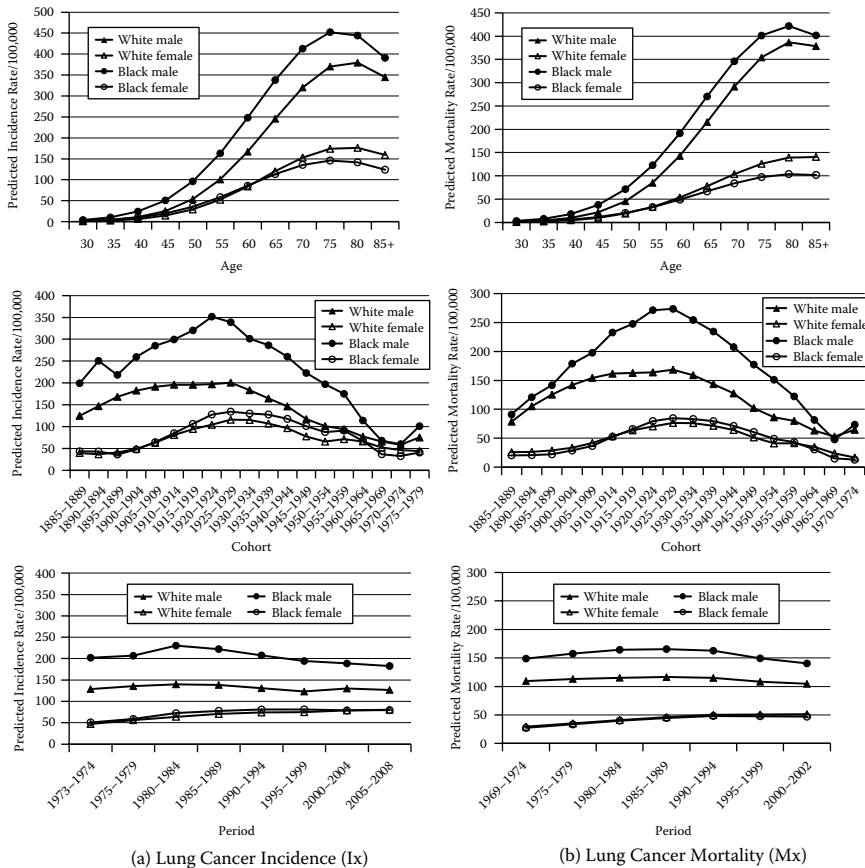 Predicted Incidence Rate/100,000
500
450
400
350
300
250
200
150
100
50
0
White male
White female
Black male
Black female
30 35 40 45 50 55 60 65 70 75 80 85+
Age
Predicted Mortality Rate/100,000
450
400
350
300
250
200
150
100
50
0
White male
White female
Black male
Black female
30 35 40 45 50 55 60 65 70 75 80 85+
Age
Predicted Incidence Rate/100,000
400
350
300
250
200
150
100
50
0
White male
White female
Black male
Black female
1885–1889
1890–1894
1895–1899
1900–1904
1905–1909
1910–1914
1915–1919
1920–1924
1925–1929
1930–1934
1935–1939
1940–1944
1945–1949
1950–1954
1955–1959
1960–1964
1965–1969
1970–1974
1975–1979
Cohort
Predicted Mortality Rate/100,000
300
250
200
150
100
50
0
White male
White female
Black male
Black female
1885–1889
1890–1894
1895–1899
1900–1904
1905–1909
1910–1914
1915–1919
1920–1924
1925–1929
1930–1934
1935–1939
1940–1944
1945–1949
1950–1954
1955–1959
1960–1964
1965–1969
1970–1974
Cohort
Predicted Incidence Rate/100,000
400
350
300
250
200
150
100
50
0
White male Black male
White female Black female
1973–1974
1975–1979
1980–1984
1985–1989
1990–1994
1995–1999
2000–2004
2005–2008
Period
(a) Lung Cancer Incidence (Ix)
Predicted Mortality Rate/100,000
300
250
200
150
100
50
0
White male Black male
White female Black female
1969–1974
1975–1979
1980–1984
1985–1989
1990–1994
1995–1999
2000–2002
Period
(b) Lung Cancer Mortality (Mx)